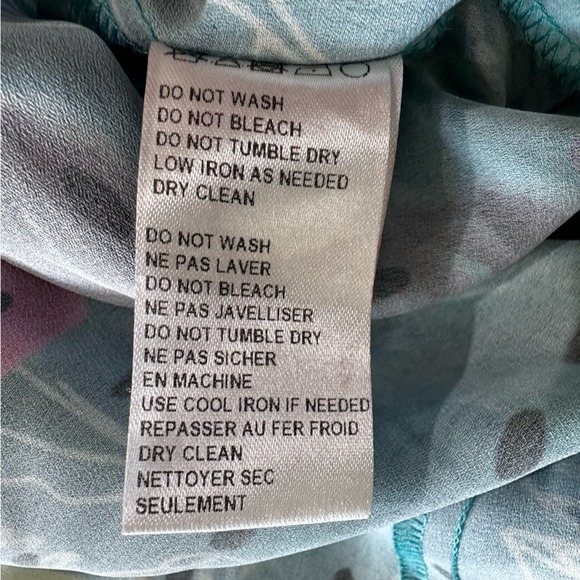 DO NOT WASH
DO NOT BLEACH
DO NOT TUMBLE DRY
LOW IRON AS NEEDED
DRY CLEAN
DO NOT WASH
NE PAS LAVER
DO NOT BLEACH
NE PAS JAVELLISER
DO NOT TUMBLE DRY
NE PAS SICHER
EN MACHINE
USE COOL IRON IF NEEDED
REPASSER AU FER FROID
DRY CLEAN
NETTOYER SEC
SEULEMENT